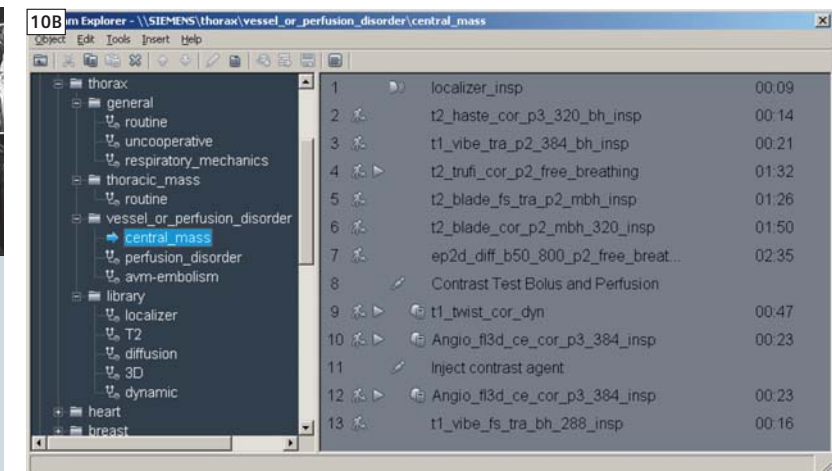 10B
m Explorer - \\SIEMENS\thorax\vessel_or_perfusion_disorder\central_mass
Object Edit Tools Insert Help
thorax
general
routine
uncooperative
respiratory_mechanics
thoracic_mass
routine
vessel_or_perfusion_disorder
central_mass
perfusion_disorder
avm-embolism
library
localizer
T2
diffusion
3D
dynamic
heart
breast
1 localizer_insp 00:09
2 t2_haste_cor_p3_320_bh_insp 00:14
3 t1_vibe_tra_p2_384_bh_insp 00:21
4 t2_trufi_cor_p2_free_breathing 01:32
5 t2_blade_fs_tra_p2_mbh_insp 01:26
6 t2_blade_cor_p2_mbh_320_insp 01:50
7 ep2d_diff_b50_800_p2_free_breat... 02:35
8 Contrast Test Bolus and Perfusion
9 t1_twist_cor_dyn 00:47
10 Angio_fl3d_ce_cor_p3_384_insp 00:23
11 Inject contrast agent
12 Angio_fl3d_ce_cor_p3_384_insp 00:23
13 t1_vibe_fs_tra_bh_288_insp 00:16